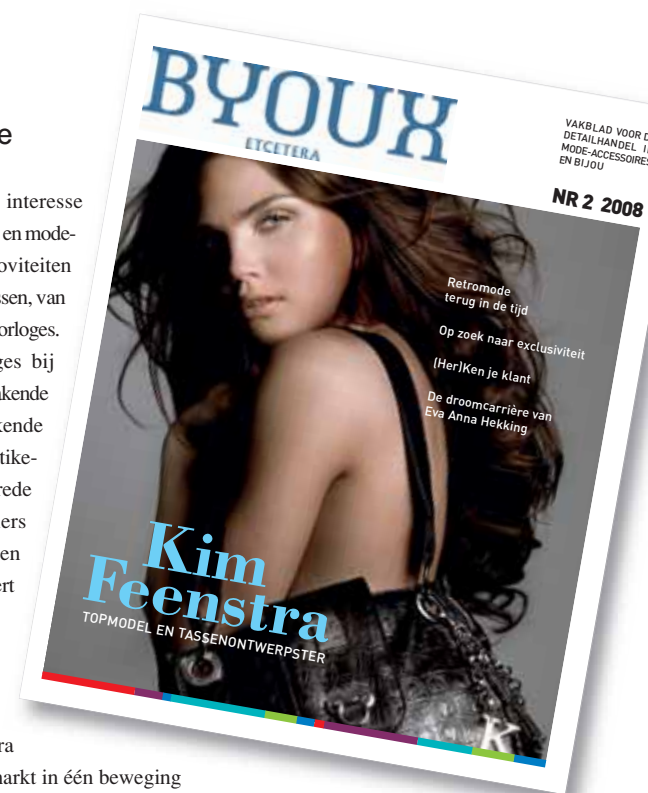 e
interesse
en mode-
oviteiten
ssen, van
orloges.
ges bij
kende
kende
tike-
rede
ers
en
ert
ra
arkt in één beweging
BYOUX
ETCETERA
VAKBLAD VOOR D
DETAILHANDEL I
MODE-ACCESSOIRES
EN BIJOU
NR 2 2008
Retromode
terug in de tijd
Op zoek naar exclusiviteit
(Her)Ken je klant
De droomcarrière van
Eva Anna Hekking
Kim
Feenstra
TOPMODEL EN TASSENONTWERPSTER
K